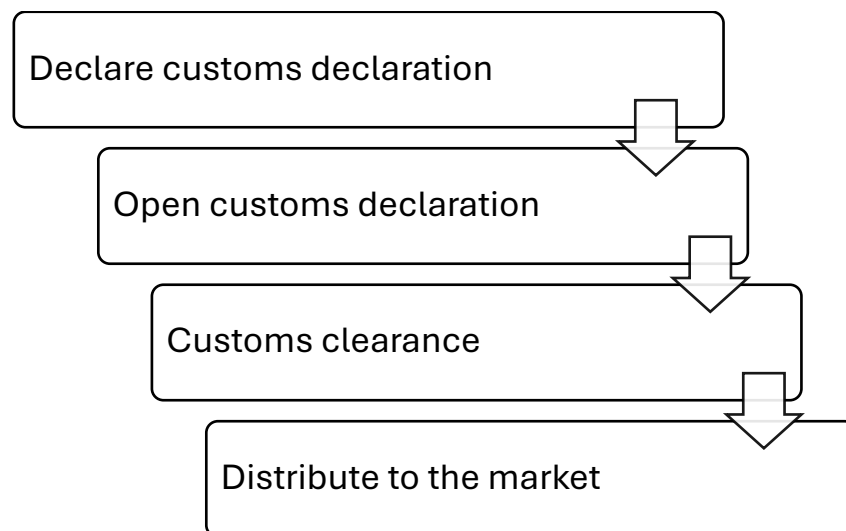 Declare customs declaration
Open customs declaration
Customs clearance
Distribute to the market